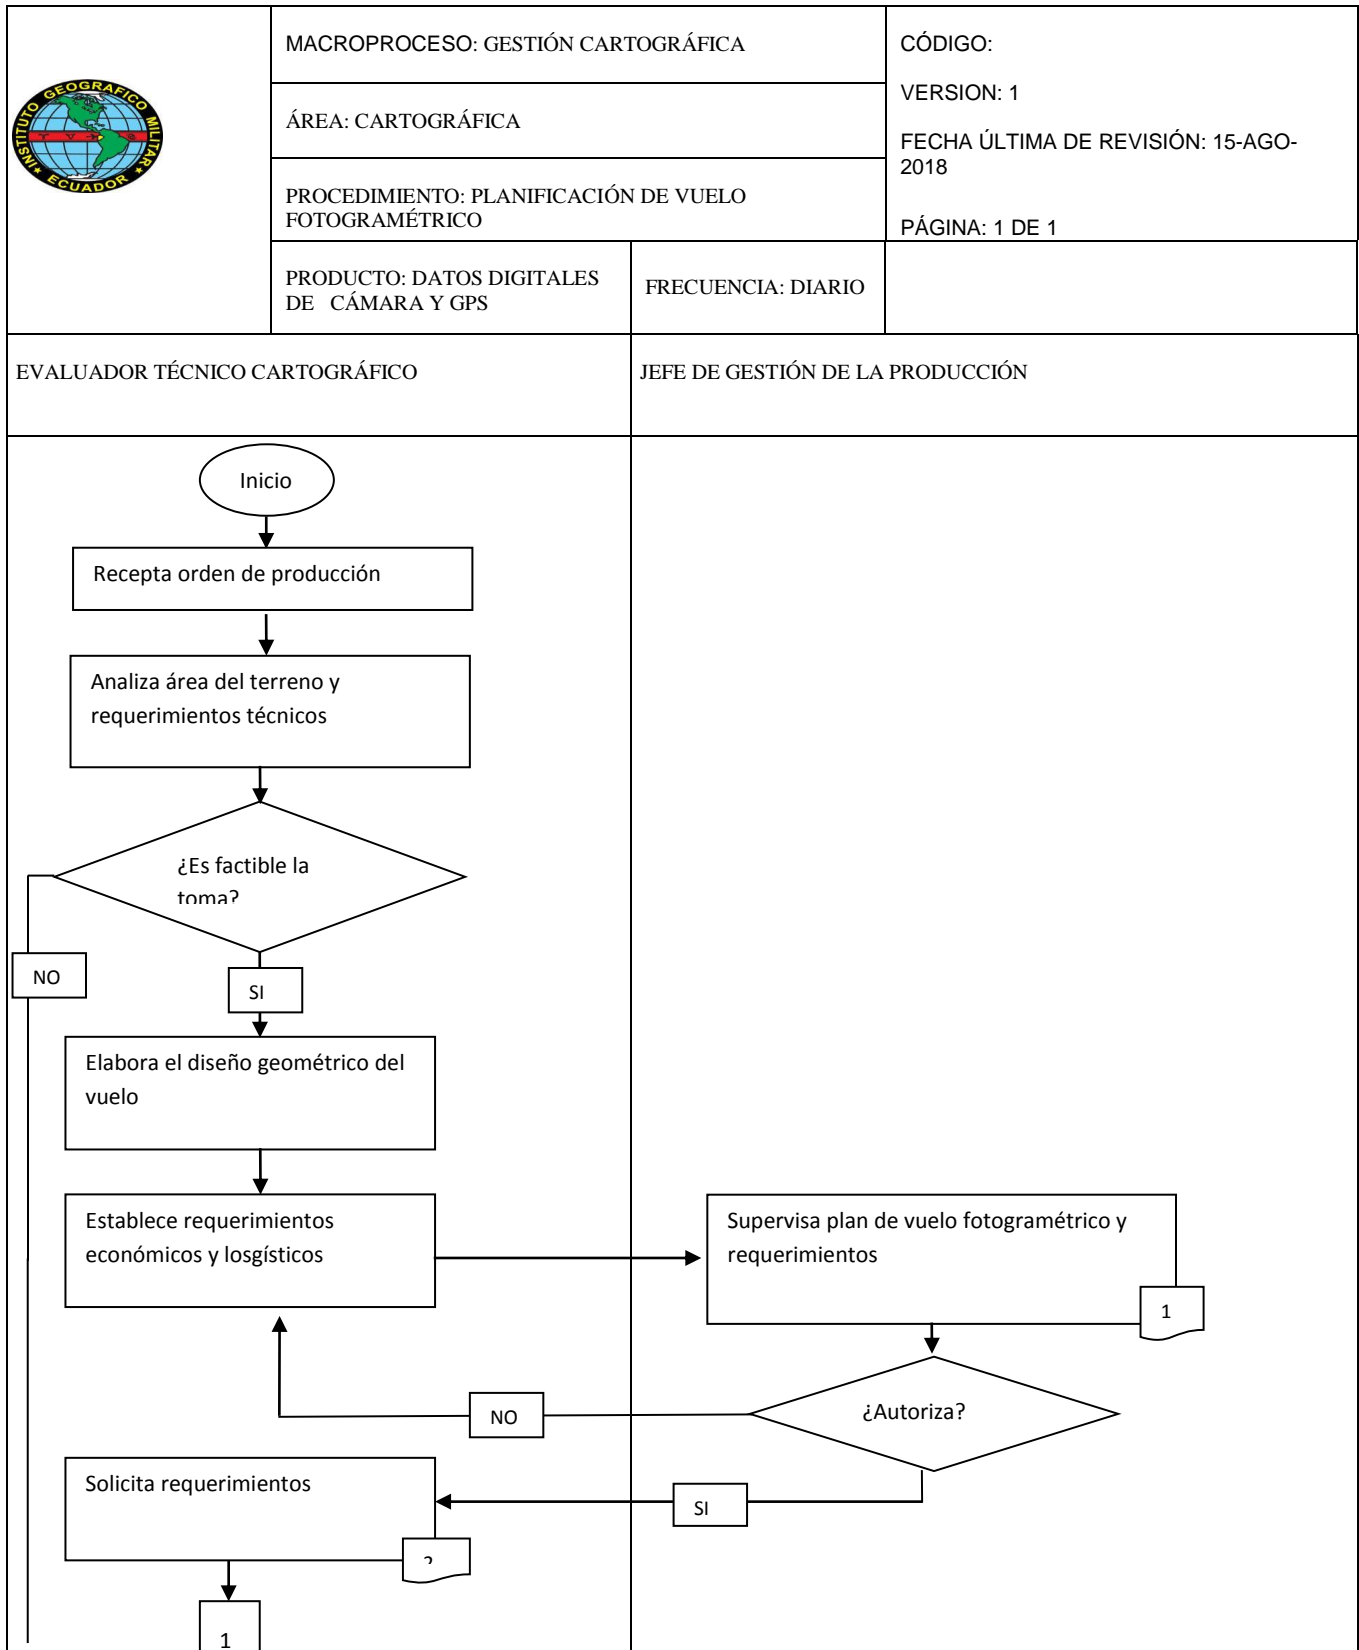 INSTITUTO GEOGRAFICO MILITAR
ECUADOR
MACROPROCESO: GESTIÓN CARTOGRÁFICA
ÁREA: CARTOGRÁFICA
PROCEDIMIENTO: PLANIFICACIÓN DE VUELO
FOTOGRAMÉTRICO
CÓDIGO:
VERSION: 1
FECHA ÚLTIMA DE REVISIÓN: 15-AGO-
2018
PÁGINA: 1 DE 1
PRODUCTO: DATOS DIGITALES
DE CÁMARA Y GPS
FRECUENCIA: DIARIO
EVALUADOR TÉCNICO CARTOGRÁFICO
JEFE DE GESTIÓN DE LA PRODUCCIÓN
Inicio
Recepta orden de producción
Analiza área del terreno y
requerimientos técnicos
¿Es factible la
toma?
NO
SI
Elabora el diseño geométrico del
vuelo
Establece requerimientos
económicos y losgísticos
Supervisa plan de vuelo fotogramétrico y
requerimientos
1
¿Autoriza?
NO
SI
Solicita requerimientos
2
1